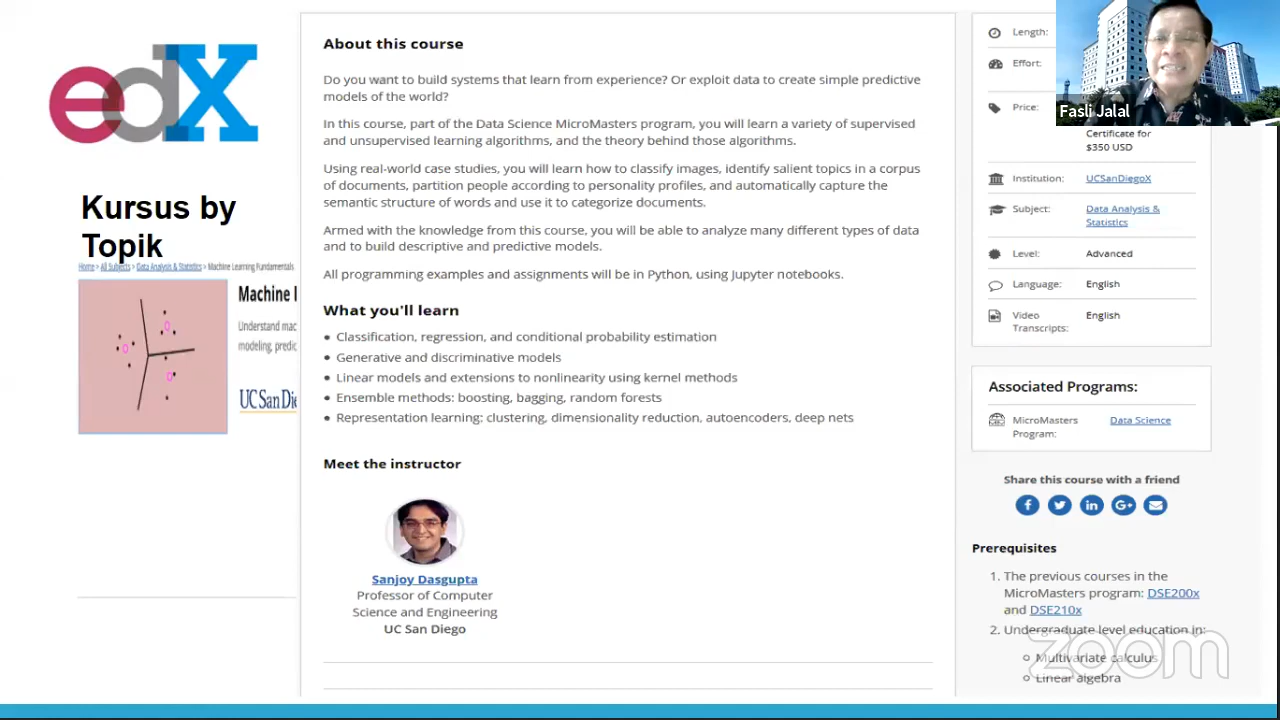 edX
Kursus by
Topik
Home > All Subjects > Data Analysis & Statistics > Machine Learning Fundamentals
Machine
Understand mac
modeling, predic
UC San Die
About this course
Do you want to build systems that learn from experience? Or exploit data to create simple predictive
models of the world?
In this course, part of the Data Science MicroMasters program, you will learn a variety of supervised
and unsupervised learning algorithms, and the theory behind those algorithms.
Using real-world case studies, you will learn how to classify images, identify salient topics in a corpus
of documents, partition people according to personality profiles, and automatically capture the
semantic structure of words and use it to categorize documents.
Armed with the knowledge from this course, you will be able to analyze many different types of data
and to build descriptive and predictive models.
All programming examples and assignments will be in Python, using Jupyter notebooks.
What you'll learn
• Classification, regression, and conditional probability estimation
• Generative and discriminative models
• Linear models and extensions to nonlinearity using kernel methods
• Ensemble methods: boosting, bagging, random forests
• Representation learning: clustering, dimensionality reduction, autoencoders, deep nets
Meet the instructor
Sanjoy Dasgupta
Professor of Computer
Science and Engineering
UC San Diego
Length:
Effort:
Price:
Certificate for
$350 USD
Institution: UCSanDiegoX
Subject: Data Analysis &
Statistics
Level: Advanced
Language: English
Video English
Transcripts:
Associated Programs:
MicroMasters Data Science
Program:
Share this course with a friend
Prerequisites
1. The previous courses in the
MicroMasters program: DSE200x
and DSE210x
2. Undergraduate level education in:
Multivariate calculus
Linear algebra
Fasli Jalal
zoom